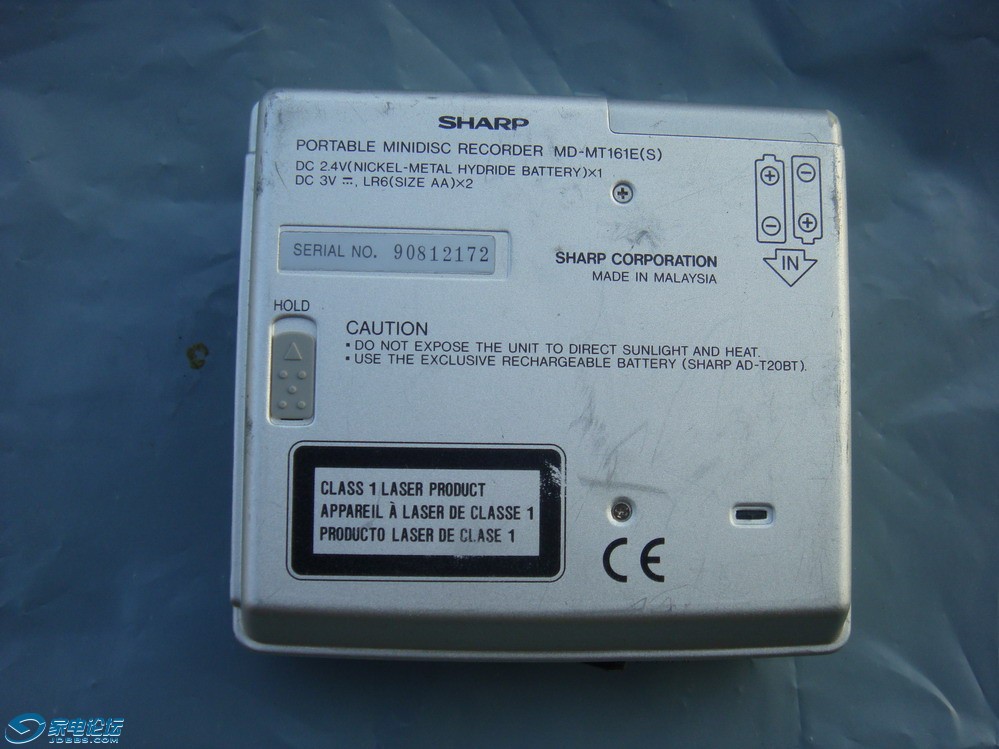 SHARP
PORTABLE MINIDISC RECORDER MD-MT161E(S)
DC 2.4V(NICKEL-METAL HYDRIDE BATTERY)×1
DC 3V ⎓, LR6(SIZE AA)×2
+ −
− +
IN
SERIAL NO. 90812172
SHARP CORPORATION
MADE IN MALAYSIA
HOLD
CAUTION
▪ DO NOT EXPOSE THE UNIT TO DIRECT SUNLIGHT AND HEAT.
▪ USE THE EXCLUSIVE RECHARGEABLE BATTERY (SHARP AD-T20BT).
CLASS 1 LASER PRODUCT
APPAREIL À LASER DE CLASSE 1
PRODUCTO LASER DE CLASE 1
CE
家电论坛
JDBBS.COM